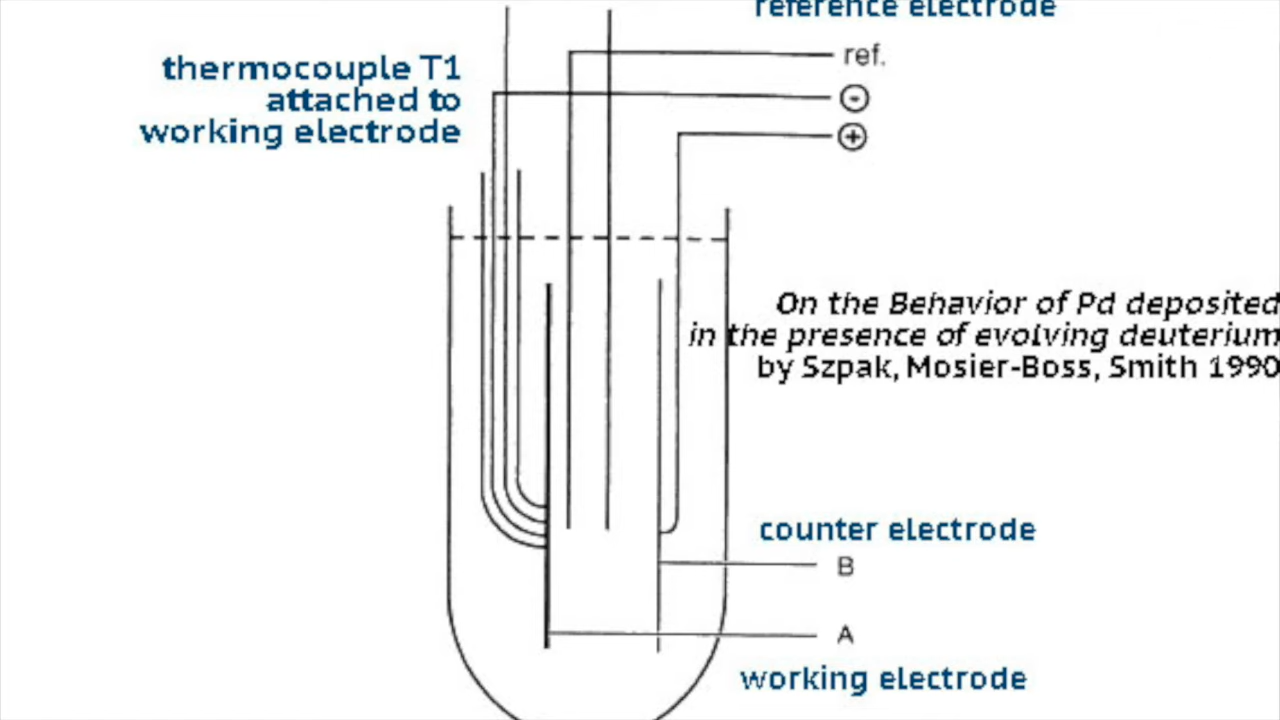 reference electrode
ref.
thermocouple T1
attached to
working electrode
-
+
On the Behavior of Pd deposited
in the presence of evolving deuterium
by Szpak, Mosier-Boss, Smith 1990
counter electrode
B
A
working electrode